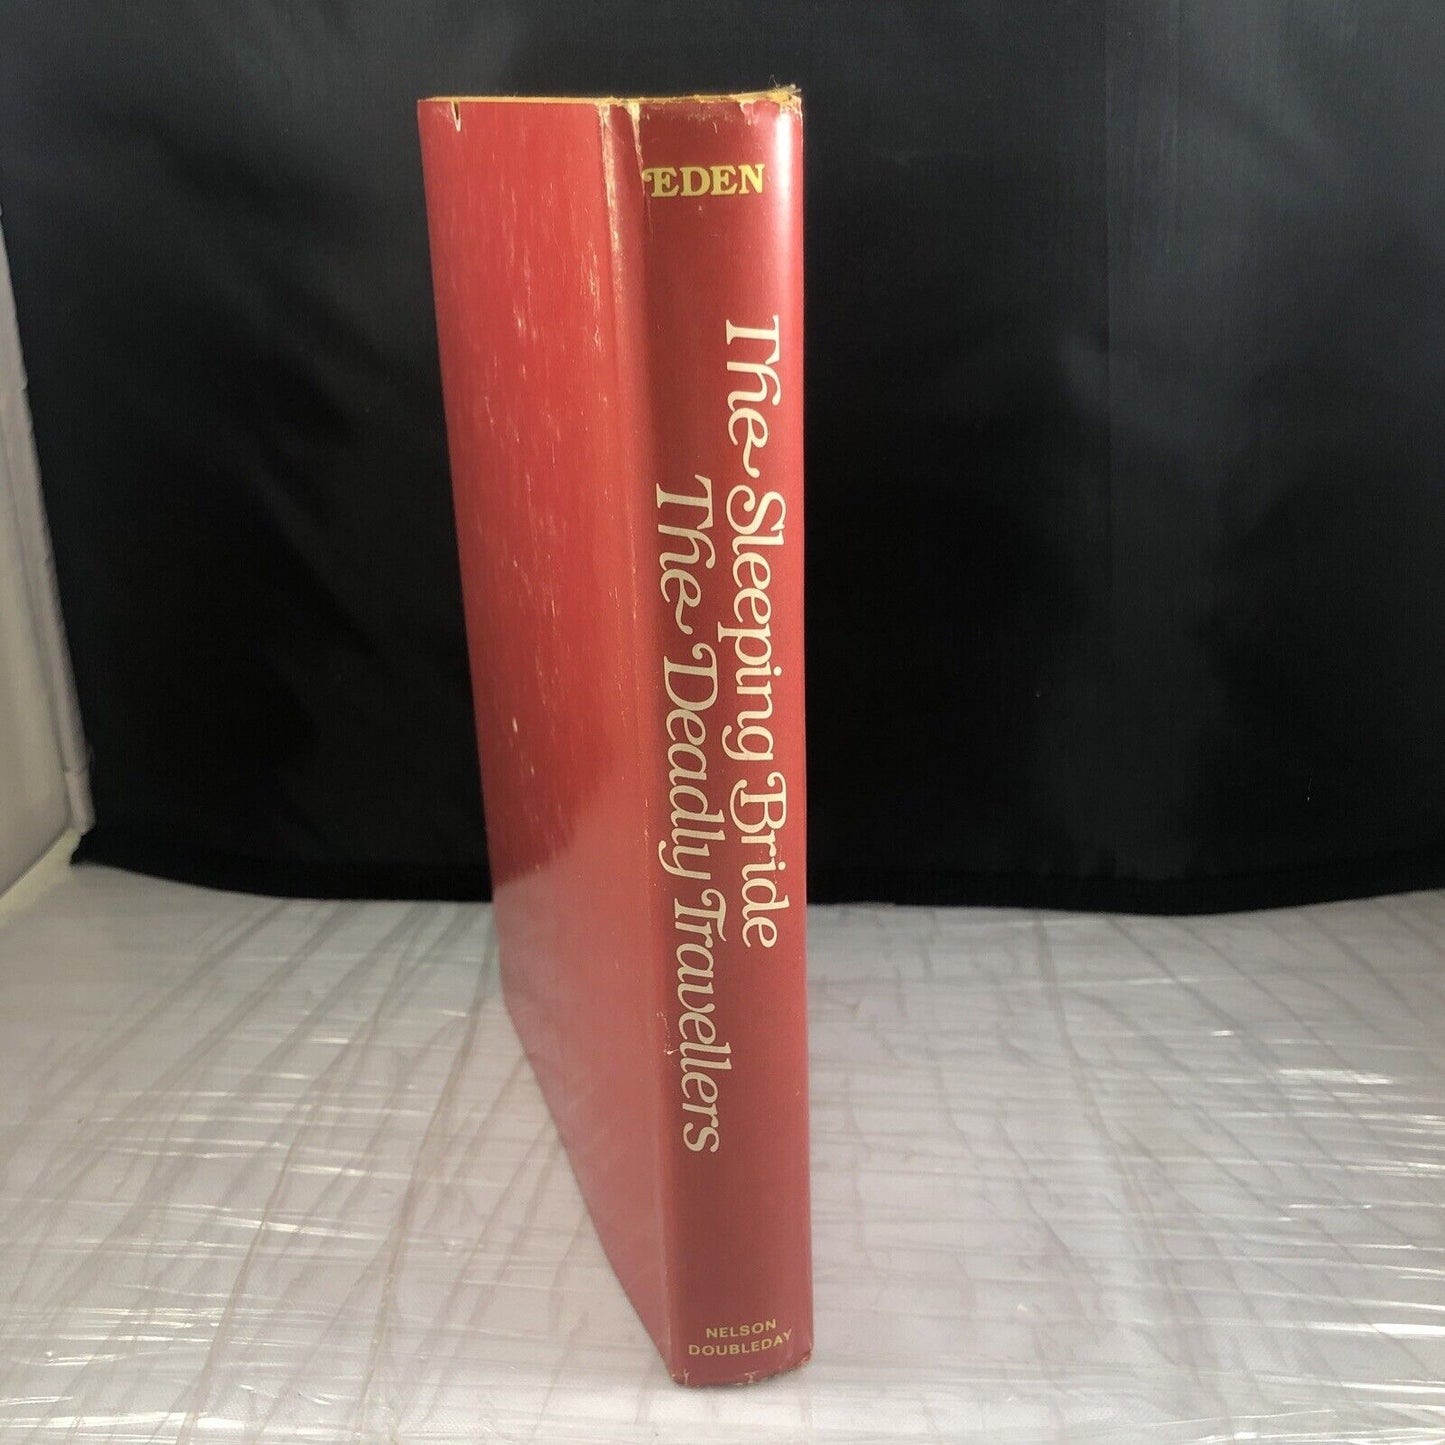 EDEN
The Sleeping Bride
The Deadly Travellers
NELSON
DOUBLEDAY